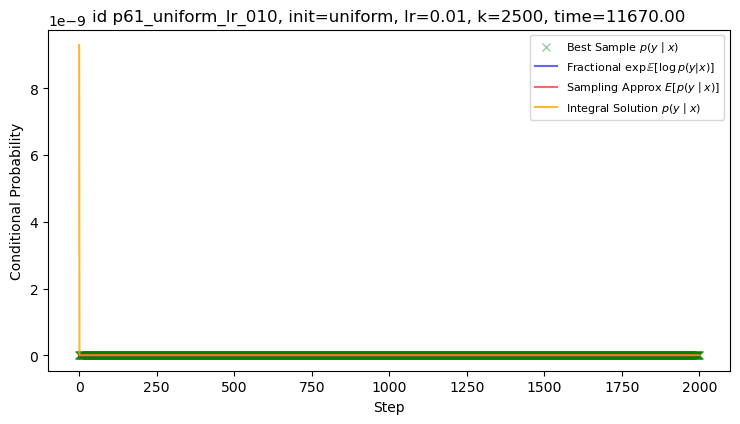 id p61_uniform_lr_010, init=uniform, lr=0.01, k=2500, time=11670.00
1e−9
Best Sample p(y | x)
Fractional exp𝔼[log p(y|x)]
Sampling Approx E[p(y | x)]
Integral Solution p(y | x)
Conditional Probability
8
6
4
2
0
0 250 500 750 1000 1250 1500 1750 2000
Step